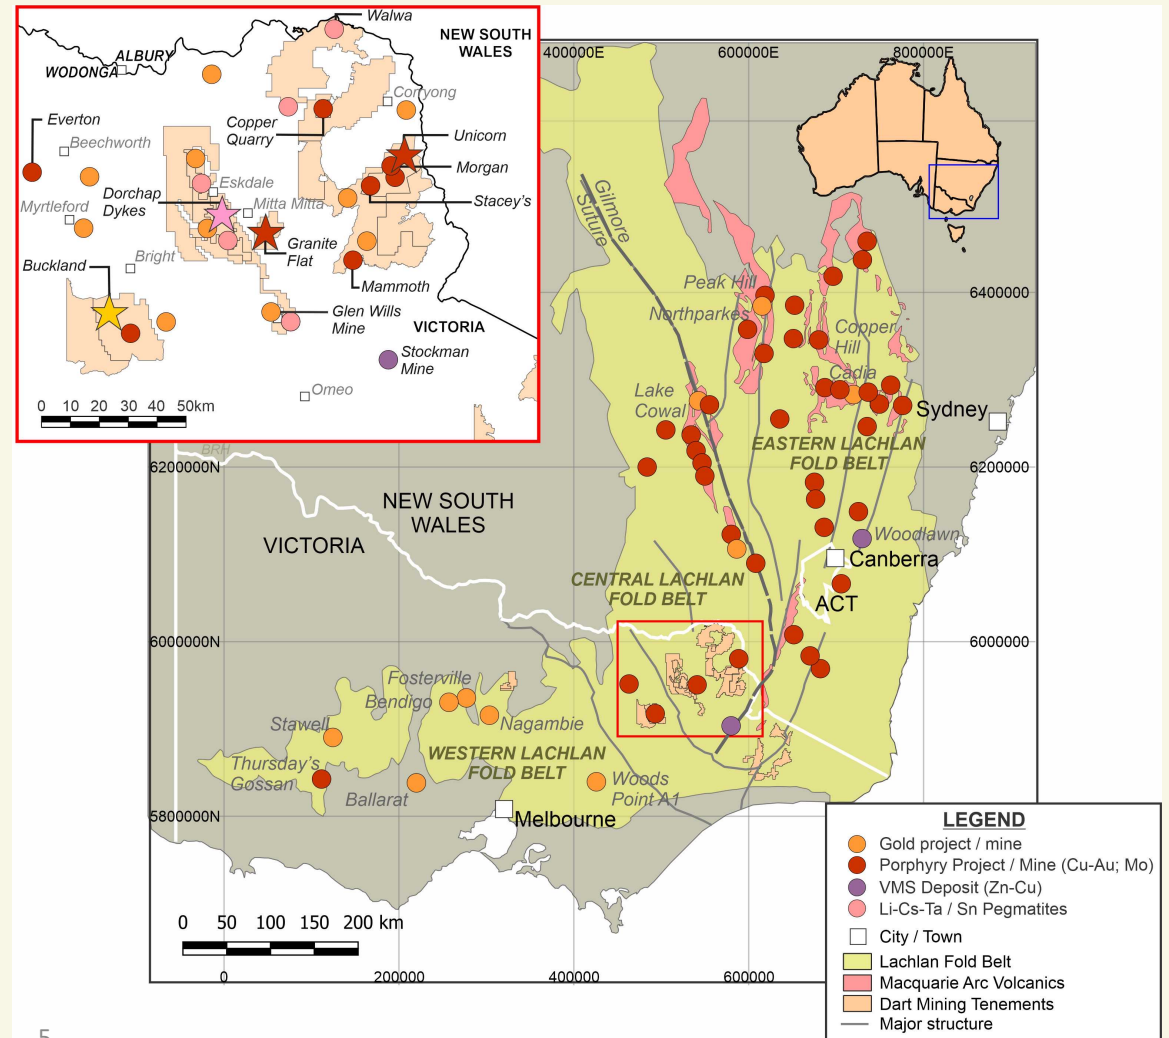 Walwa
NEW SOUTH
WALES
ALBURY
WODONGA
Corryong
Copper
Quarry
Everton
Unicorn
Beechworth
Morgan
Eskdale
Dorchap
Dykes
Mitta Mitta
Stacey's
Myrtleford
Granite
Flat
Bright
Buckland
Mammoth
Glen Wills
Mine
VICTORIA
Stockman
Mine
Omeo
0 10 20 30 40 50km
400000E 600000E 800000E
Gilmore
Suture
Peak Hill
6400000
Northparkes
Copper
Hill
Cadia
Lake
Cowal
Sydney
EASTERN LACHLAN
FOLD BELT
BRH
6200000N
6200000
NEW SOUTH
WALES
VICTORIA
Woodlawn
Canberra
CENTRAL LACHLAN
FOLD BELT
ACT
6000000N
6000000
Fosterville
Bendigo
Nagambie
Stawell
WESTERN LACHLAN
FOLD BELT
Thursday's
Gossan
Ballarat
Woods
Point A1
5800000N
Melbourne
0 50 100 150 200 km
0 200000 400000 600000
LEGEND
Gold project / mine
Porphyry Project / Mine (Cu-Au; Mo)
VMS Deposit (Zn-Cu)
Li-Cs-Ta / Sn Pegmatites
City / Town
Lachlan Fold Belt
Macquarie Arc Volcanics
Dart Mining Tenements
Major structure
5